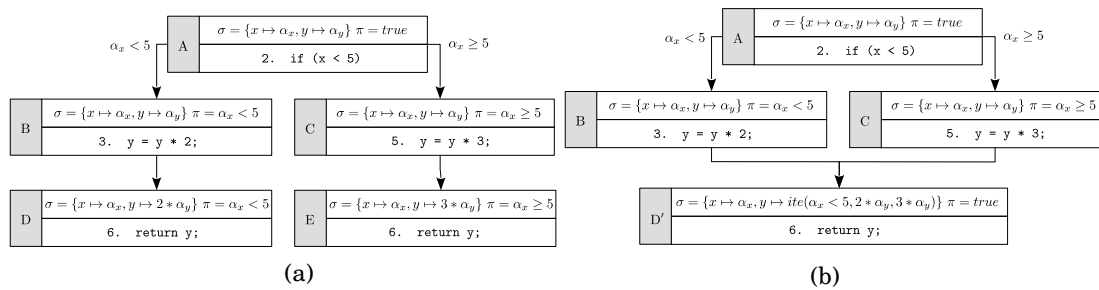 σ = {x ↦ α_x, y ↦ α_y} π = true
α_x < 5
A
α_x ≥ 5
2. if (x < 5)
σ = {x ↦ α_x, y ↦ α_y} π = α_x < 5
B
3. y = y * 2;
σ = {x ↦ α_x, y ↦ α_y} π = α_x ≥ 5
C
5. y = y * 3;
σ = {x ↦ α_x, y ↦ 2 * α_y} π = α_x < 5
D
6. return y;
σ = {x ↦ α_x, y ↦ 3 * α_y} π = α_x ≥ 5
E
6. return y;
(a)
σ = {x ↦ α_x, y ↦ α_y} π = true
α_x < 5
A
α_x ≥ 5
2. if (x < 5)
σ = {x ↦ α_x, y ↦ α_y} π = α_x < 5
B
3. y = y * 2;
σ = {x ↦ α_x, y ↦ α_y} π = α_x ≥ 5
C
5. y = y * 3;
σ = {x ↦ α_x, y ↦ ite(α_x < 5, 2 * α_y, 3 * α_y)} π = true
D′
6. return y;
(b)